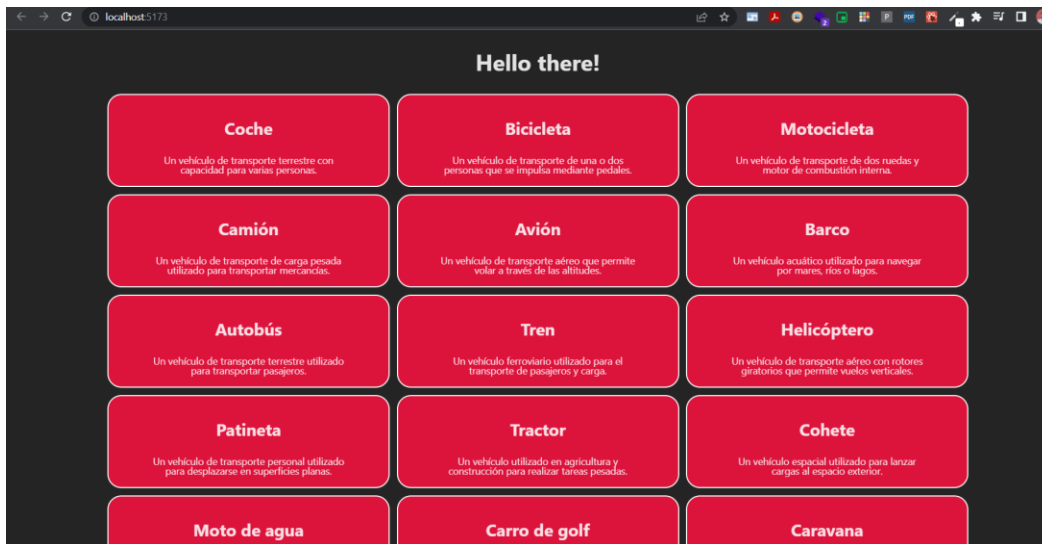 localhost:5173
Hello there!
Coche
Un vehículo de transporte terrestre con
capacidad para varias personas.
Bicicleta
Un vehículo de transporte de una o dos
personas que se impulsa mediante pedales.
Motocicleta
Un vehículo de transporte de dos ruedas y
motor de combustión interna.
Camión
Un vehículo de transporte de carga pesada
utilizado para transportar mercancías.
Avión
Un vehículo de transporte aéreo que permite
volar a través de las altitudes.
Barco
Un vehículo acuático utilizado para navegar
por mares, ríos o lagos.
Autobús
Un vehículo de transporte terrestre utilizado
para transportar pasajeros.
Tren
Un vehículo ferroviario utilizado para el
transporte de pasajeros y carga.
Helicóptero
Un vehículo de transporte aéreo con rotores
giratorios que permite vuelos verticales.
Patineta
Un vehículo de transporte personal utilizado
para desplazarse en superficies planas.
Tractor
Un vehículo utilizado en agricultura y
construcción para realizar tareas pesadas.
Cohete
Un vehículo espacial utilizado para lanzar
cargas al espacio exterior.
Moto de agua
Carro de golf
Caravana